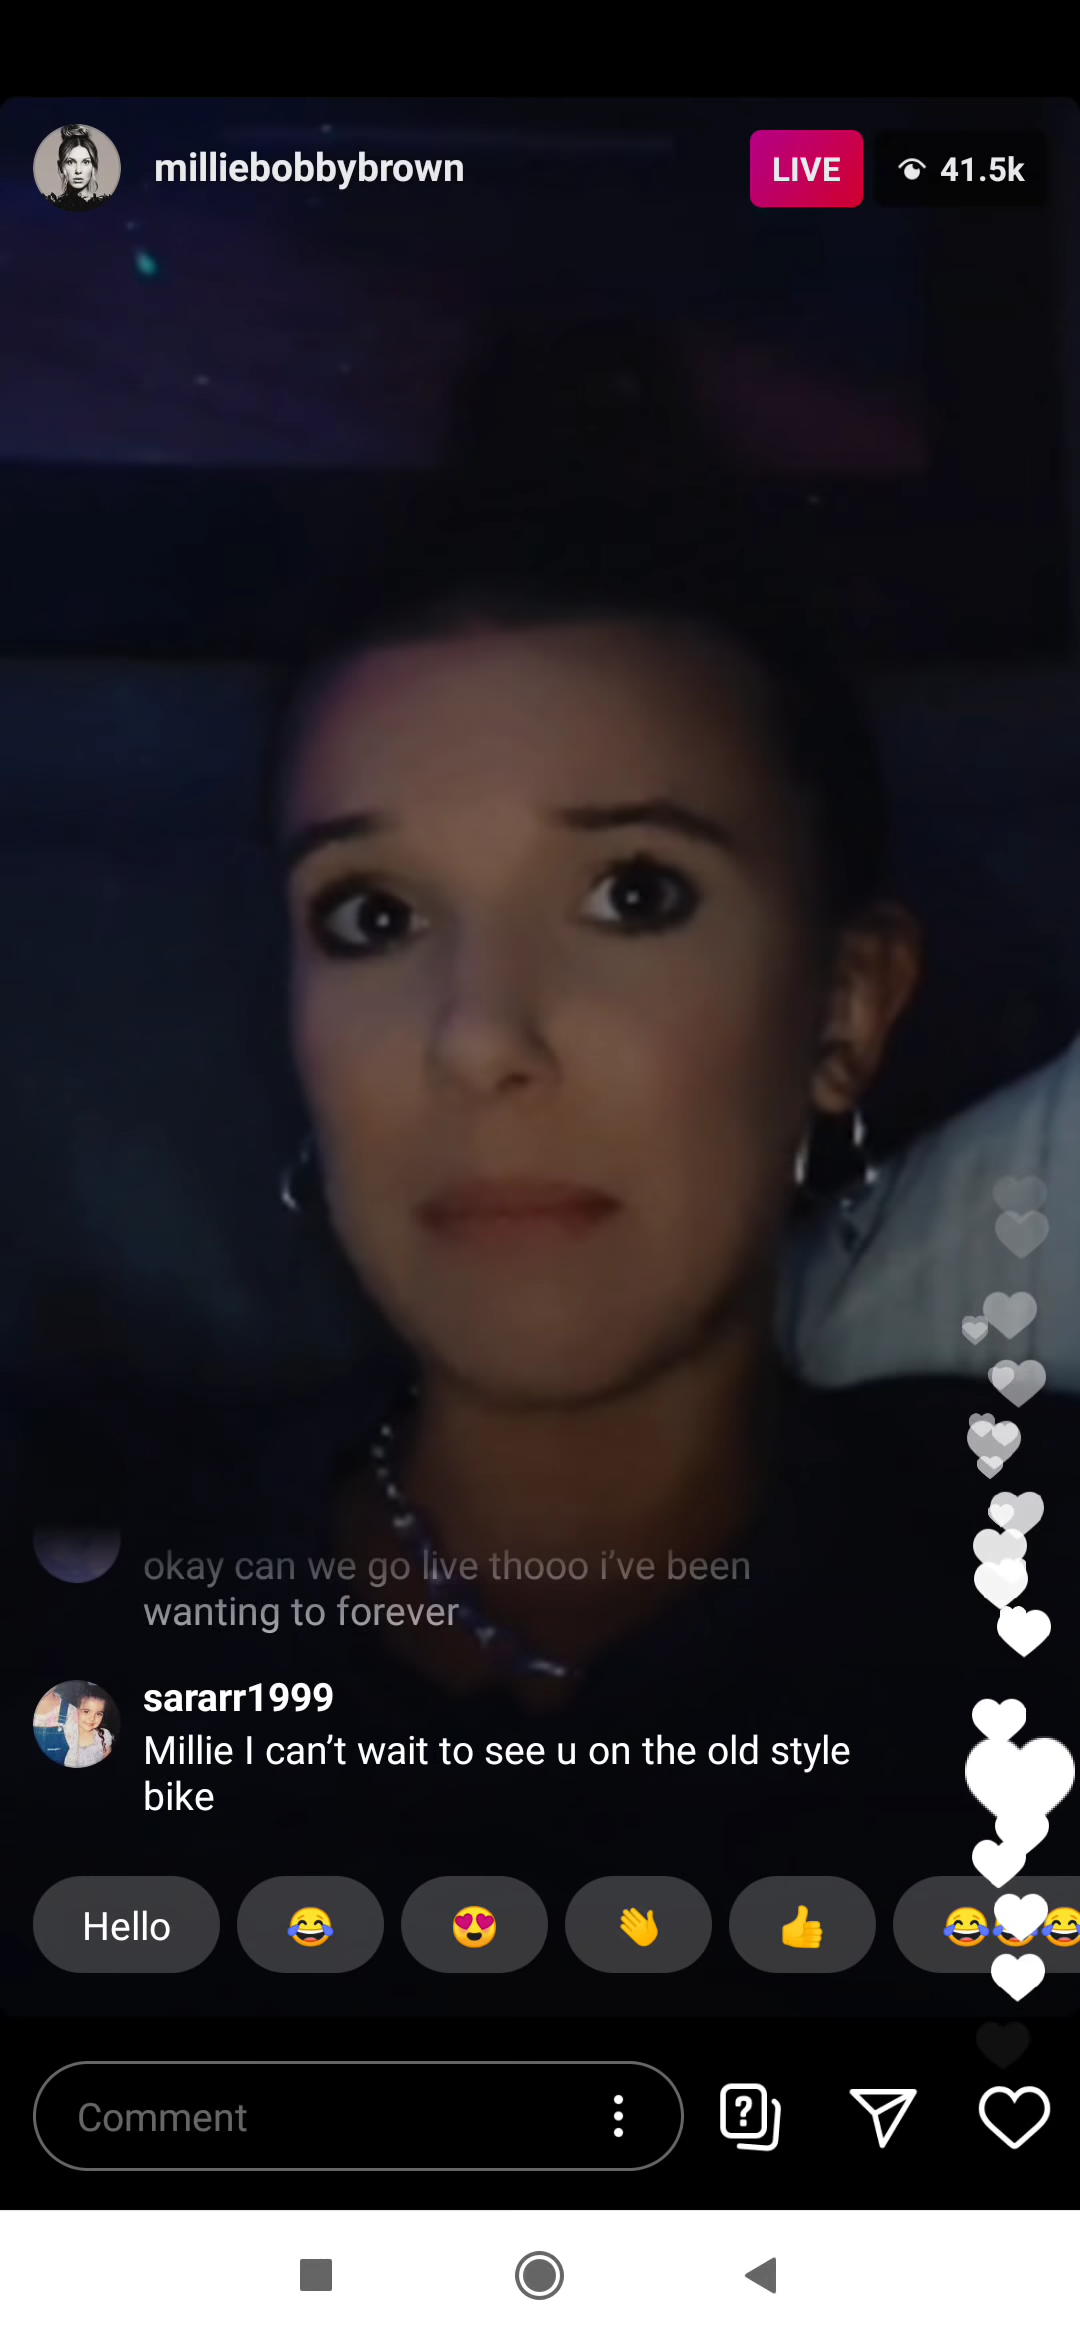 milliebobbybrown
LIVE
41.5k
okay can we go live thooo i’ve been
wanting to forever
sararr1999
Millie I can’t wait to see u on the old style
bike
Hello
Comment
?